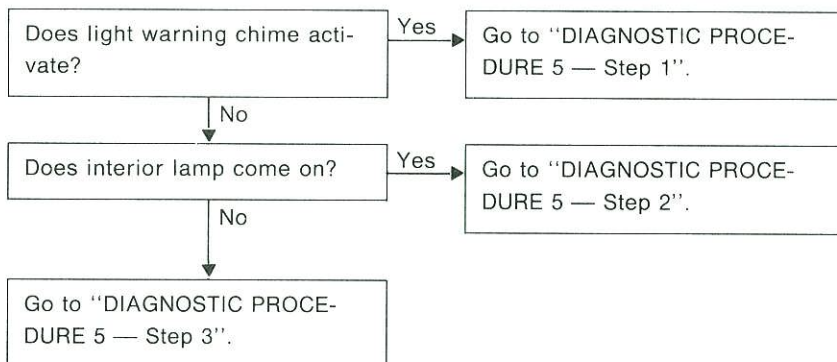 Does light warning chime acti-
vate?
Yes
Go to “DIAGNOSTIC PROCE-
DURE 5 — Step 1”.
No
Does interior lamp come on?
Yes
Go to “DIAGNOSTIC PROCE-
DURE 5 — Step 2”.
No
Go to “DIAGNOSTIC PROCE-
DURE 5 — Step 3”.